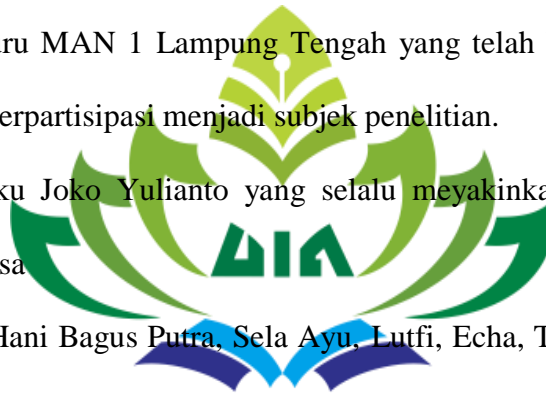 ru MAN 1 Lampung Tengah yang telah
erpartisipasi menjadi subjek penelitian.
ku Joko Yulianto yang selalu meyakinka
sa
UIN
Hani Bagus Putra, Sela Ayu, Lutfi, Echa, T